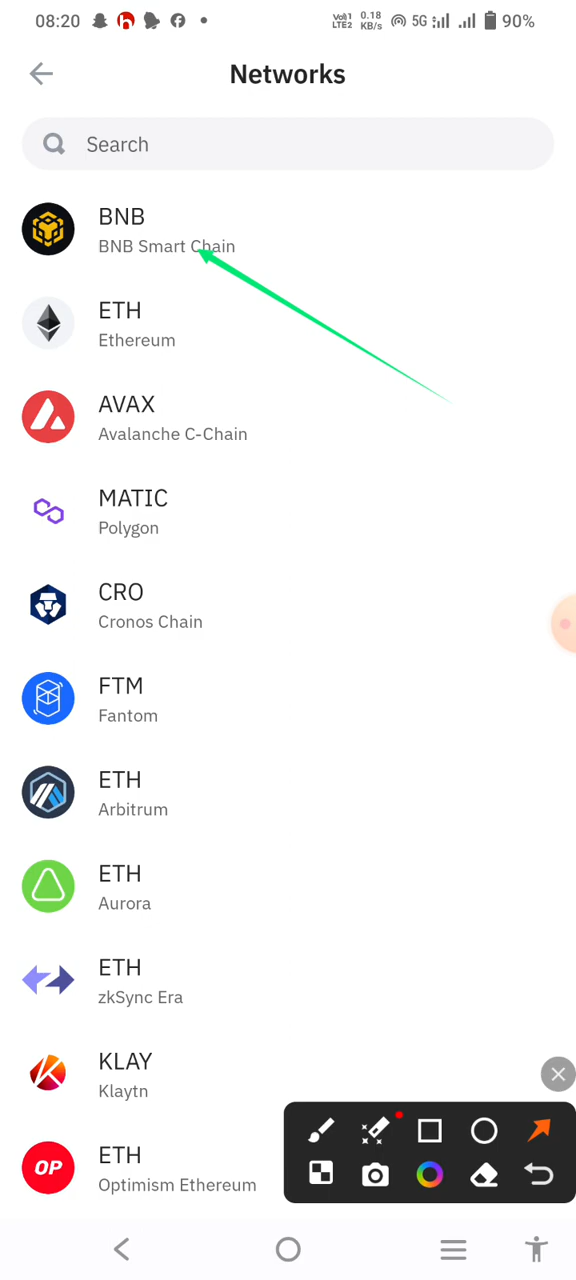 08:20
Vol1 LTE2 0.18 KB/s 5G 90%
Networks
Search
BNB
BNB Smart Chain
ETH
Ethereum
AVAX
Avalanche C-Chain
MATIC
Polygon
CRO
Cronos Chain
FTM
Fantom
ETH
Arbitrum
ETH
Aurora
ETH
zkSync Era
KLAY
Klaytn
OP
ETH
Optimism Ethereum